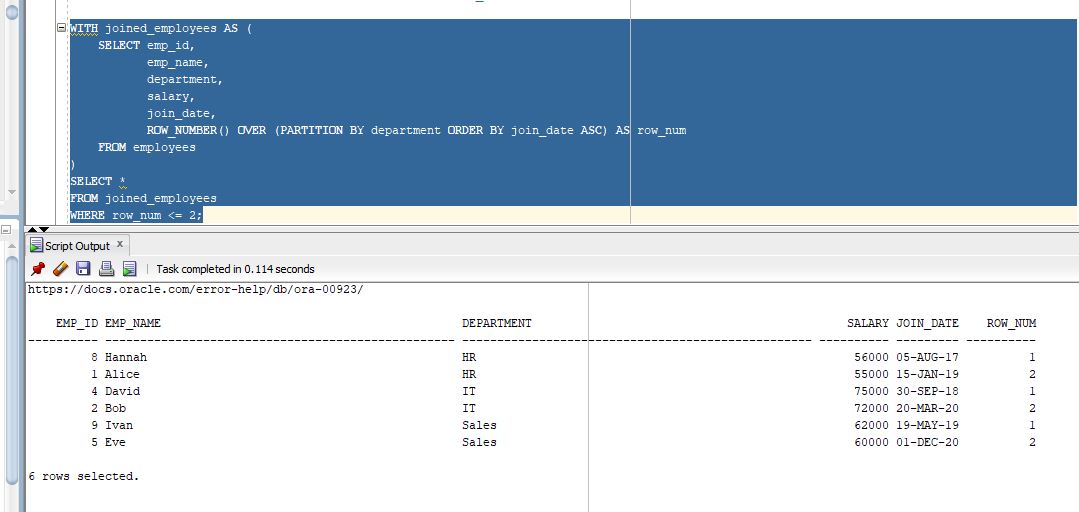 WITH joined_employees AS (
SELECT emp_id,
emp_name,
department,
salary,
join_date,
ROW_NUMBER() OVER (PARTITION BY department ORDER BY join_date ASC) AS row_num
FROM employees
)
SELECT *
FROM joined_employees
WHERE row_num <= 2;
Script Output x
Task completed in 0.114 seconds
https://docs.oracle.com/error-help/db/ora-00923/
EMP_ID EMP_NAME DEPARTMENT SALARY JOIN_DATE ROW_NUM
8 Hannah HR 56000 05-AUG-17 1
1 Alice HR 55000 15-JAN-19 2
4 David IT 75000 30-SEP-18 1
2 Bob IT 72000 20-MAR-20 2
9 Ivan Sales 62000 19-MAY-19 1
5 Eve Sales 60000 01-DEC-20 2
6 rows selected.